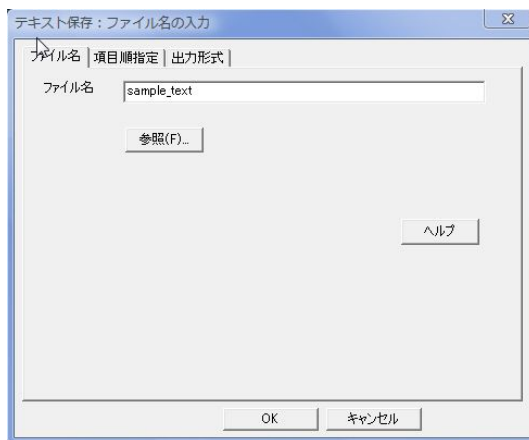 テキスト保存：ファイル名の入力
ファイル名 項目順指定 出力形式
ファイル名 sample_text
参照(F)...
ヘルプ
OK キャンセル